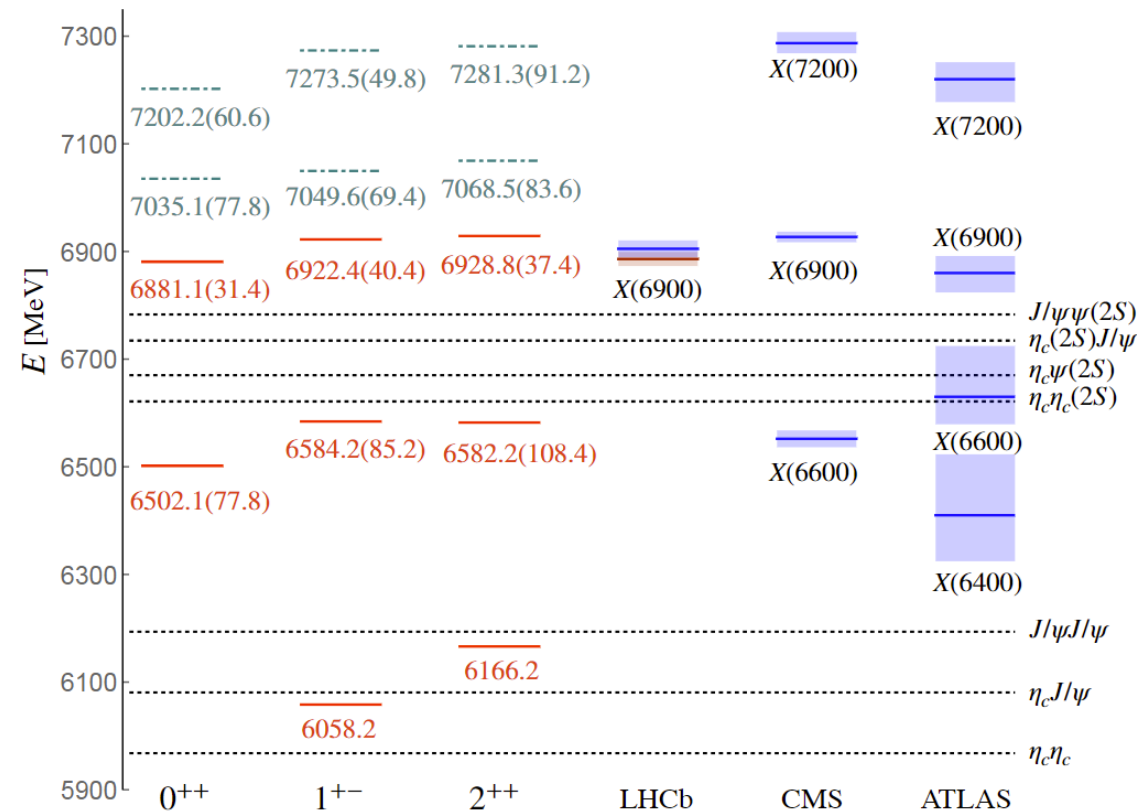 E [MeV]
7300
7100
6900
6700
6500
6300
6100
5900
7202.2(60.6)
7035.1(77.8)
6881.1(31.4)
6502.1(77.8)
0⁺⁺
7273.5(49.8)
7049.6(69.4)
6922.4(40.4)
6584.2(85.2)
6058.2
1⁺⁻
7281.3(91.2)
7068.5(83.6)
6928.8(37.4)
6582.2(108.4)
6166.2
2⁺⁺
X(6900)
LHCb
X(7200)
X(6900)
X(6600)
CMS
X(7200)
X(6900)
X(6600)
X(6400)
ATLAS
J/ψψ(2S)
η_c(2S)J/ψ
η_cψ(2S)
η_cη_c(2S)
J/ψJ/ψ
η_cJ/ψ
η_cη_c